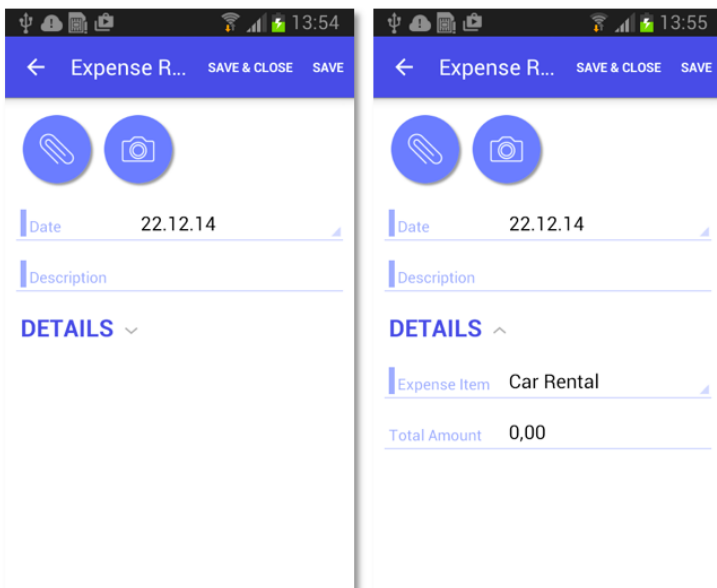 13:54
Expense R... SAVE & CLOSE SAVE
Date 22.12.14
Description
DETAILS
13:55
Expense R... SAVE & CLOSE SAVE
Date 22.12.14
Description
DETAILS
Expense Item Car Rental
Total Amount 0,00